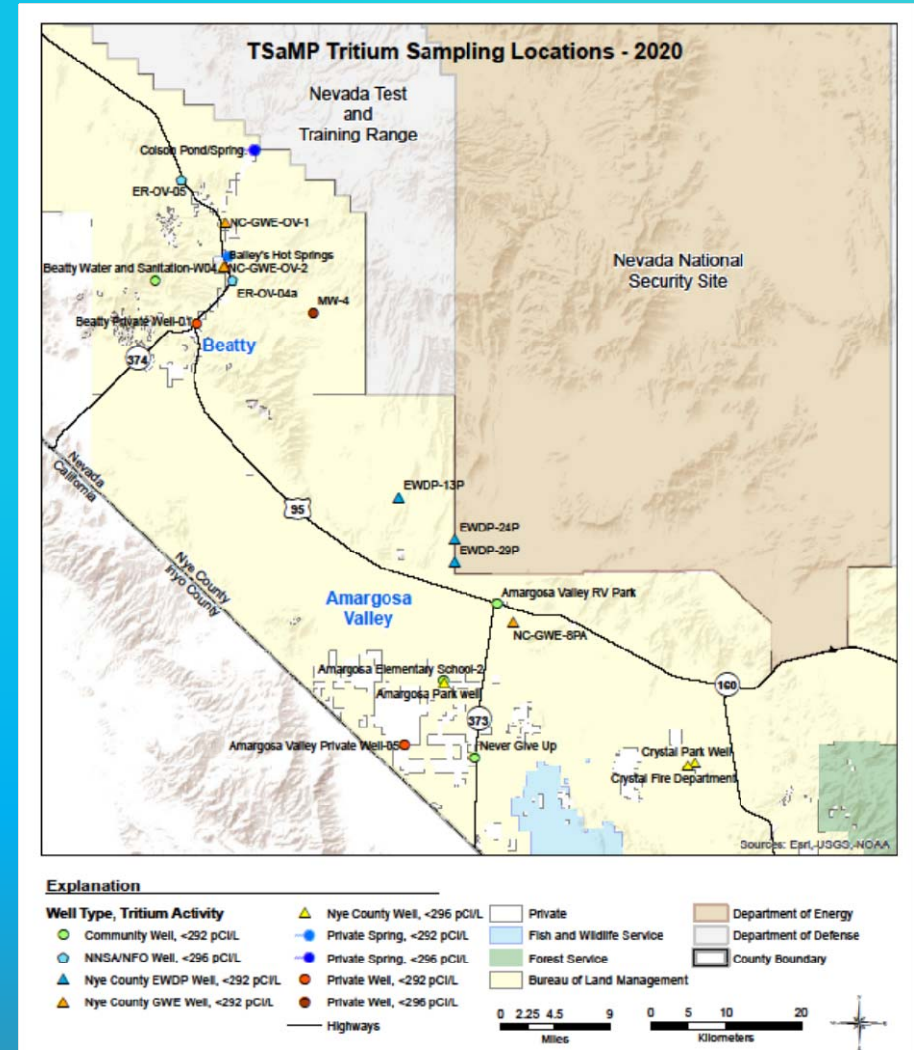 TSaMP Tritium Sampling Locations - 2020
Nevada Test
and
Training Range
Colson Pond/Spring
ER-OV-05
NC-GWE-OV-1
Bailey's Hot Springs
Beatty Water and Sanitation-W04
NC-GWE-OV-2
ER-OV-04a
MW-4
Nevada National
Security Site
Beatty Private Well-01
Beatty
374
Nevada
California
EWDP-13P
95
EWDP-24P
EWDP-29P
Nye County
Inyo County
Amargosa
Valley
Amargosa Valley RV Park
NC-GWE-8PA
Amargosa Elementary School-2
Amargosa Park well
160
373
Amargosa Valley Private Well-05
Never Give Up
Crystal Park Well
Crystal Fire Department
Sources: Esri, USGS, NOAA
Explanation
Well Type, Tritium Activity
Community Well, <292 pCi/L
NNSA/NFO Well, <296 pCi/L
Nye County EWDP Well, <292 pCi/L
Nye County GWE Well, <292 pCi/L
Nye County Well, <296 pCi/L
Private Spring, <292 pCi/L
Private Spring, <296 pCi/L
Private Well, <292 pCi/L
Private Well, <296 pCi/L
Highways
Private
Fish and Wildlife Service
Forest Service
Bureau of Land Management
Department of Energy
Department of Defense
County Boundary
0 2.25 4.5 9
Miles
0 5 10 20
Kilometers